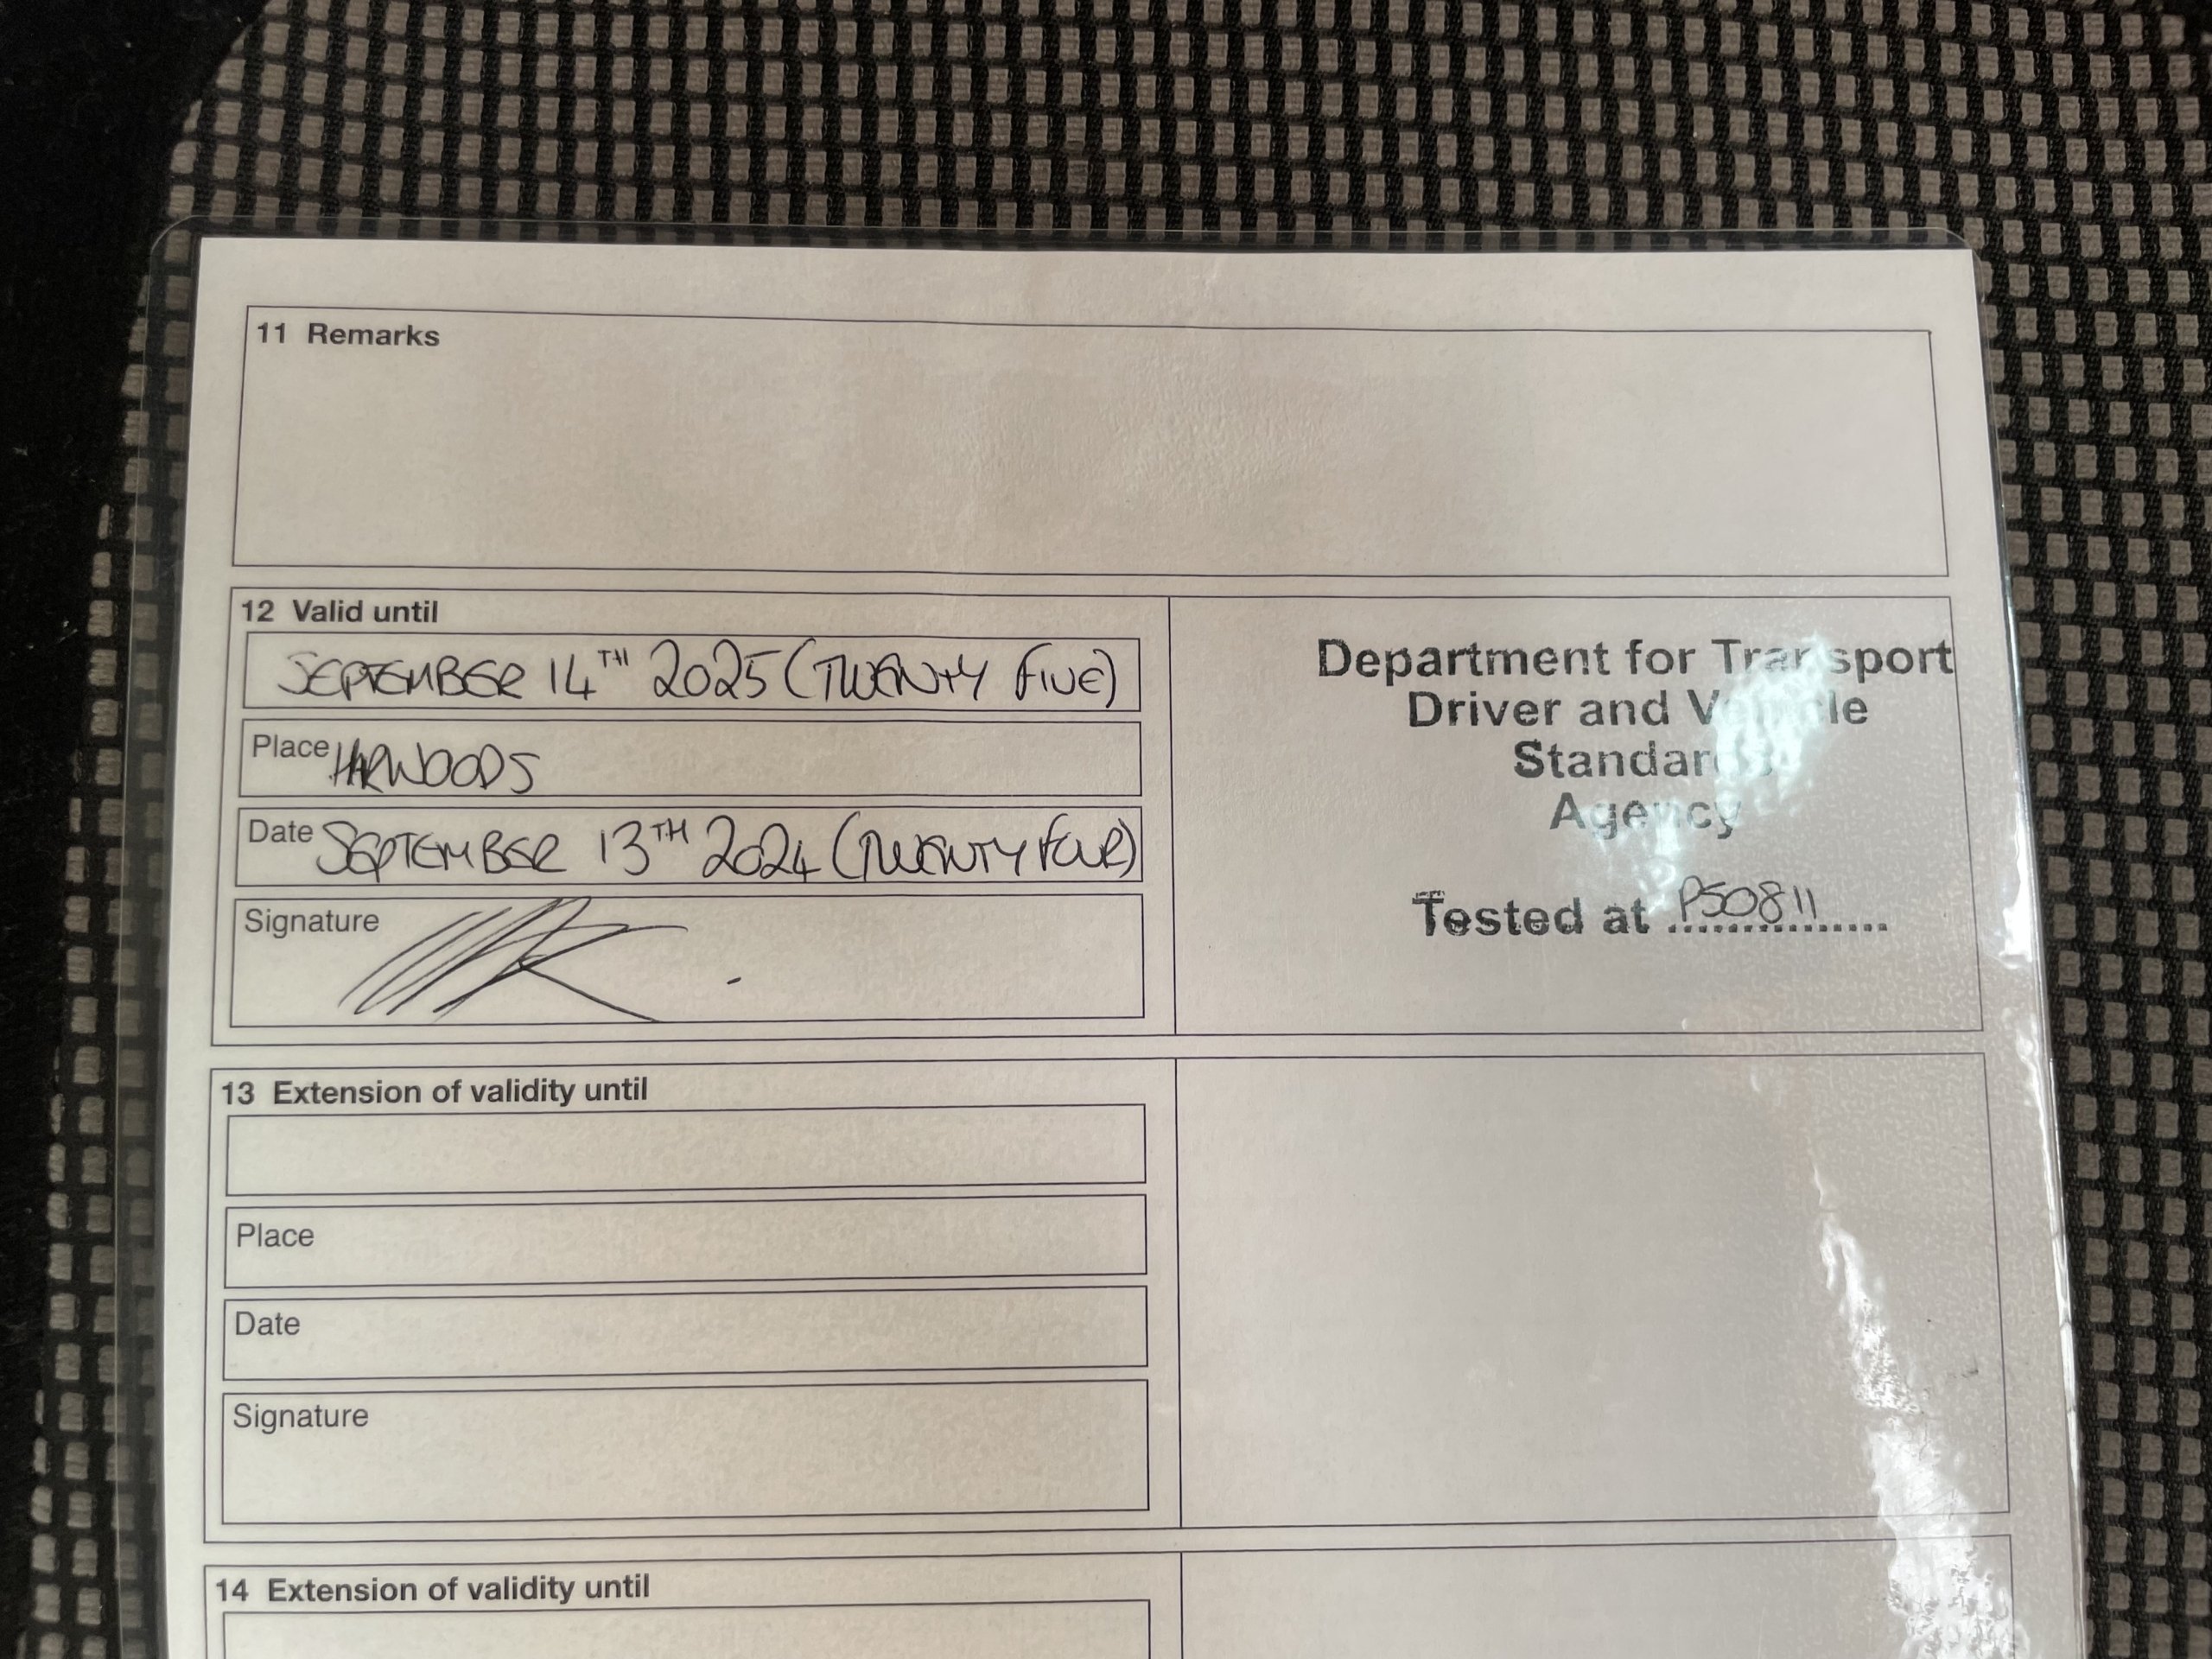 11 Remarks
12 Valid until
SEPTEMBER 14TH 2025 (TWENTY FIVE)
Place HARWOODS
Date SEPTEMBER 13TH 2024 (TWENTY FOUR)
Signature
Department for Transport
Driver and Vehicle
Standards
Agency
Tested at PS0811
13 Extension of validity until
Place
Date
Signature
14 Extension of validity until